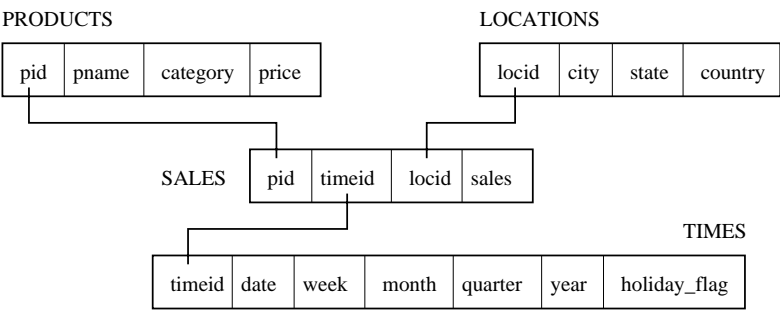 PRODUCTS LOCATIONS
pid pname category price locid city state country
SALES pid timeid locid sales
TIMES
timeid date week month quarter year holiday_flag